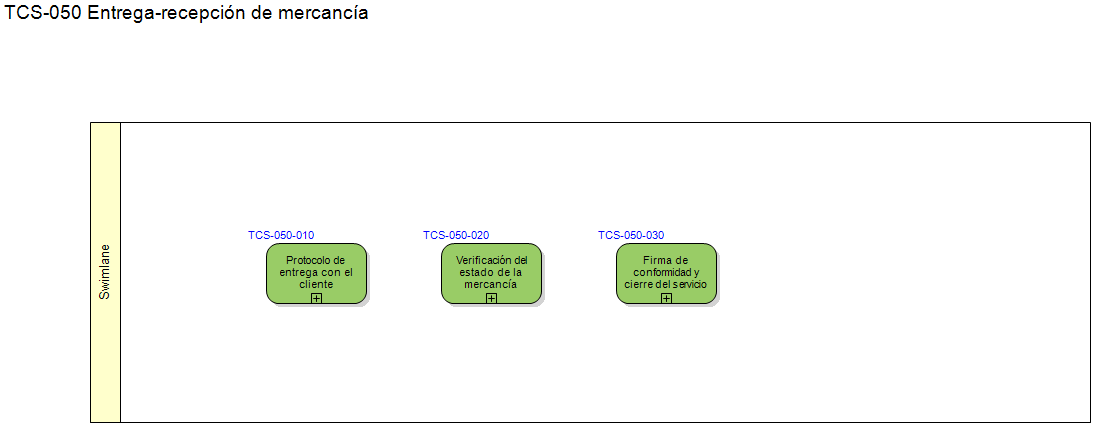 TCS-050 Entrega-recepción de mercancía
Swimlane
TCS-050-010
Protocolo de
entrega con el
cliente
TCS-050-020
Verificación del
estado de la
mercancía
TCS-050-030
Firma de
conformidad y
cierre del servicio